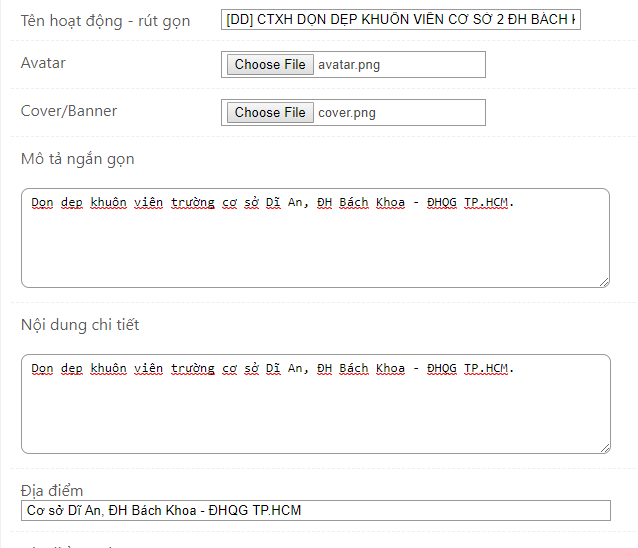 Tên hoạt động - rút gọn
[DD] CTXH DỌN DẸP KHUÔN VIÊN CƠ SỞ 2 ĐH BÁCH
Avatar
Choose File avatar.png
Cover/Banner
Choose File cover.png
Mô tả ngắn gọn
Dọn dẹp khuôn viên trường cơ sở Dĩ An, ĐH Bách Khoa - ĐHQG TP.HCM.
Nội dung chi tiết
Dọn dẹp khuôn viên trường cơ sở Dĩ An, ĐH Bách Khoa - ĐHQG TP.HCM.
Địa điểm
Cơ sở Dĩ An, ĐH Bách Khoa - ĐHQG TP.HCM